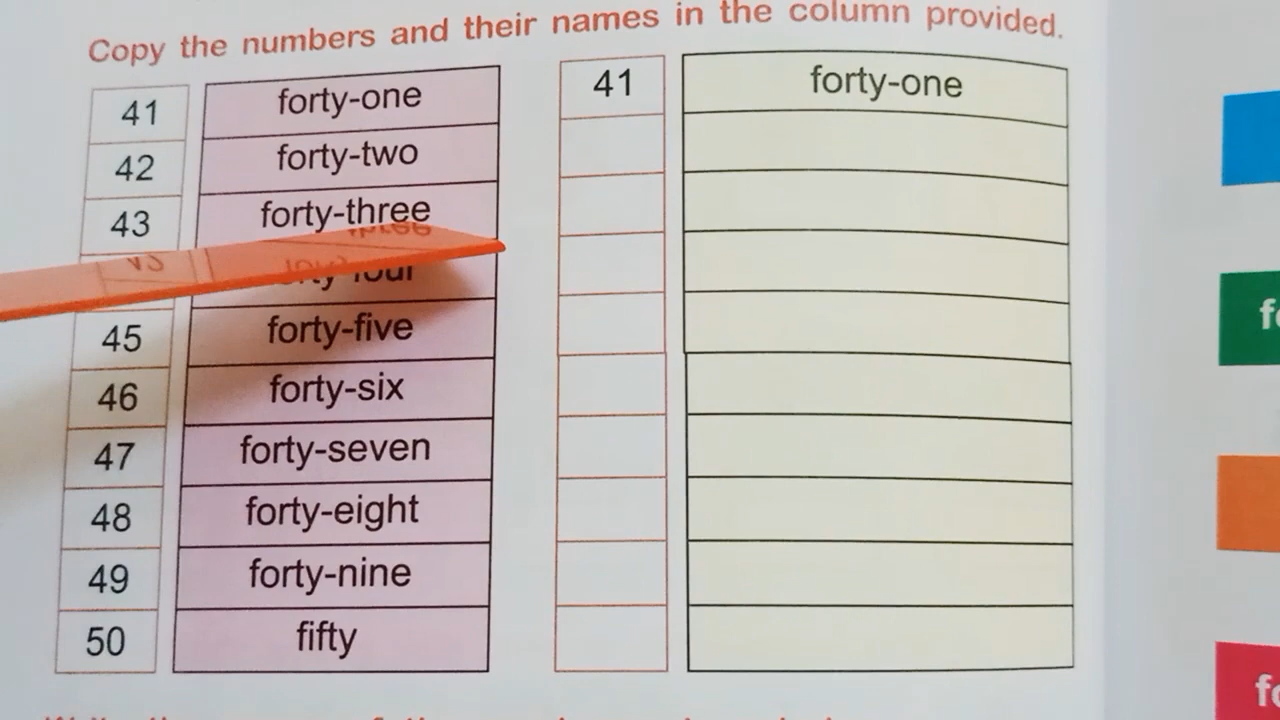 Copy the numbers and their names in the column provided.
41 forty-one 41 forty-one
42 forty-two
43 forty-three
forty-four
45 forty-five
46 forty-six
47 forty-seven
48 forty-eight
49 forty-nine
50 fifty